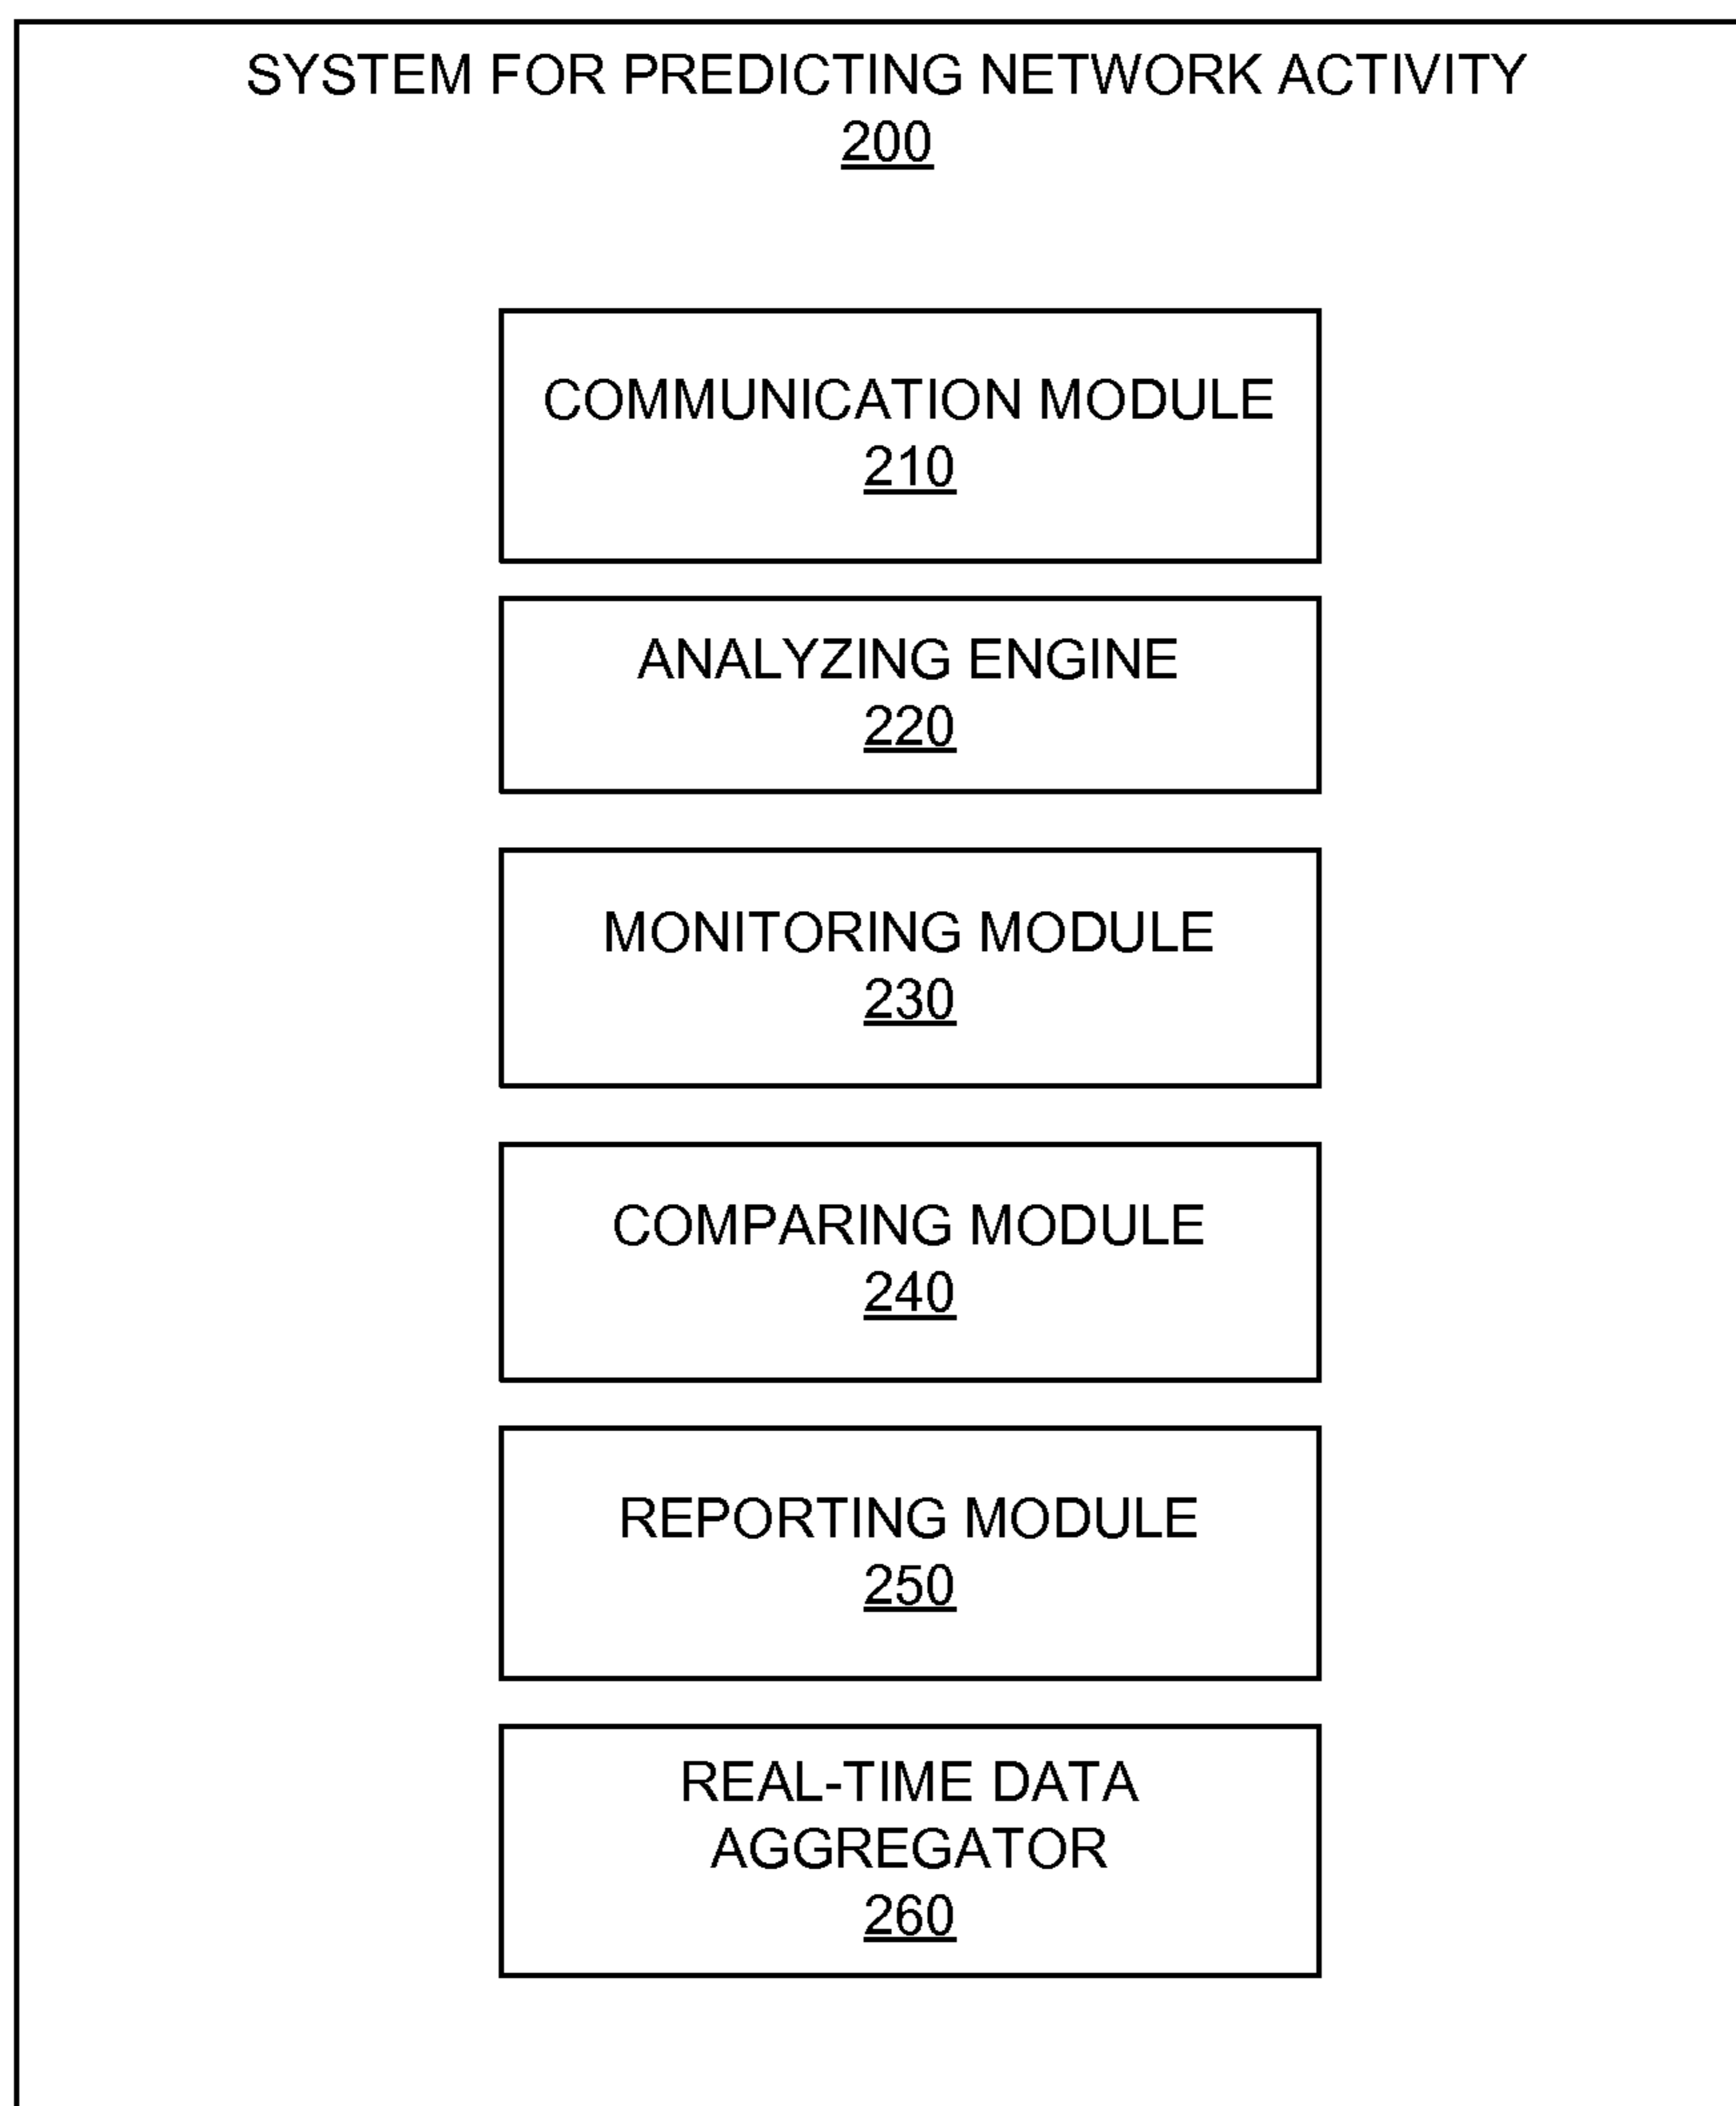 SYSTEM FOR PREDICTING NETWORK ACTIVITY
200
COMMUNICATION MODULE
210
ANALYZING ENGINE
220
MONITORING MODULE
230
COMPARING MODULE
240
REPORTING MODULE
250
REAL-TIME DATA
AGGREGATOR
260